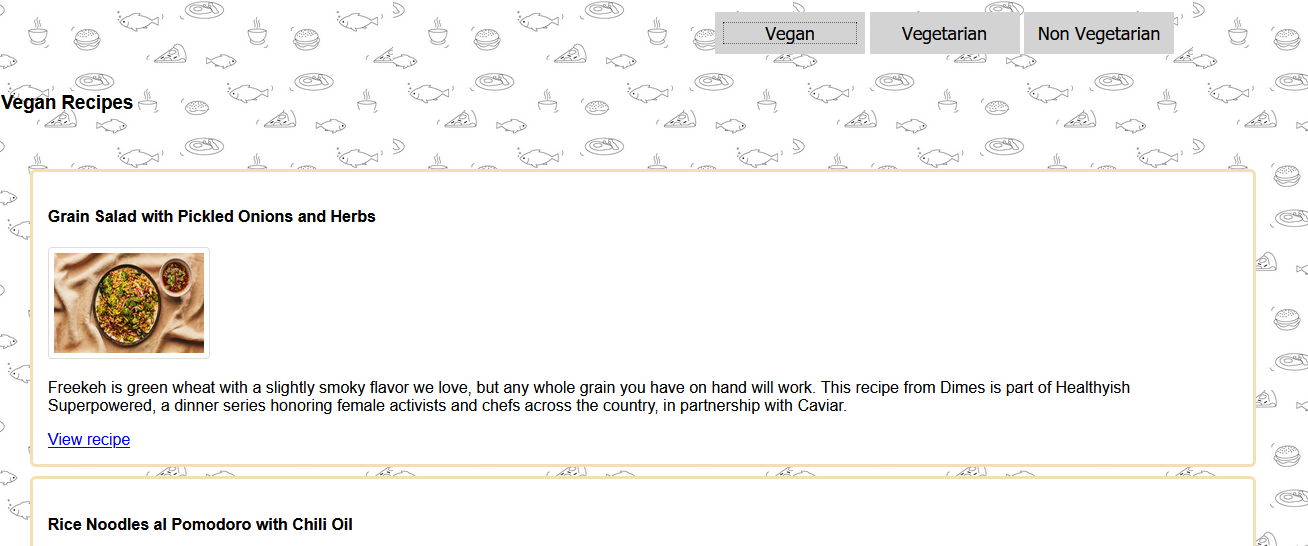 Vegan
Vegetarian
Non Vegetarian
Vegan Recipes
Grain Salad with Pickled Onions and Herbs
Freekeh is green wheat with a slightly smoky flavor we love, but any whole grain you have on hand will work. This recipe from Dimes is part of Healthyish
Superpowered, a dinner series honoring female activists and chefs across the country, in partnership with Caviar.
View recipe
Rice Noodles al Pomodoro with Chili Oil